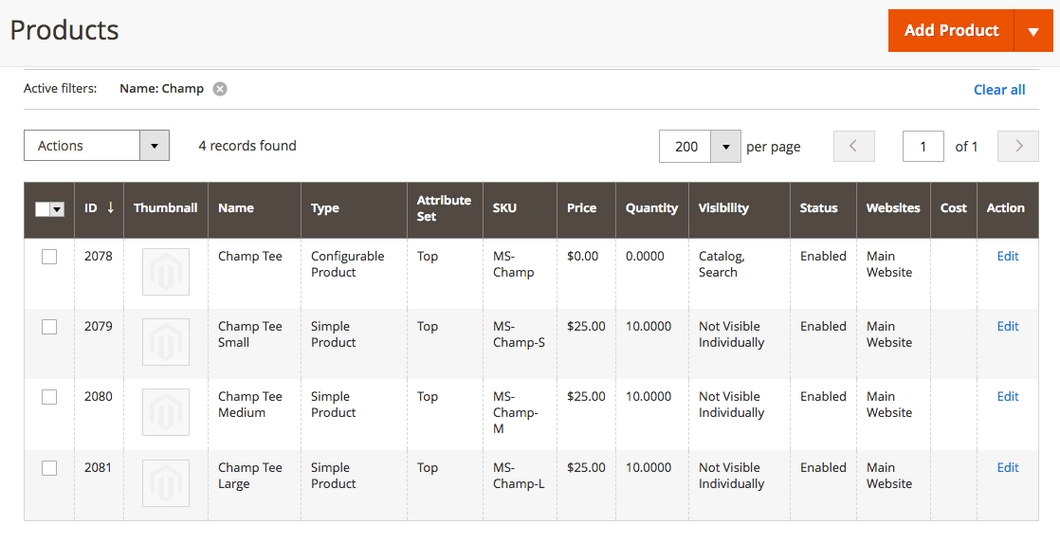 Products
Add Product
Active filters: Name: Champ
Clear all
Actions
4 records found
200 per page
1 of 1
ID ↓ Thumbnail Name Type Attribute Set SKU Price Quantity Visibility Status Websites Cost Action
2078 Champ Tee Configurable Product Top MS-Champ $0.00 0.0000 Catalog, Search Enabled Main Website Edit
2079 Champ Tee Small Simple Product Top MS-Champ-S $25.00 10.0000 Not Visible Individually Enabled Main Website Edit
2080 Champ Tee Medium Simple Product Top MS-Champ-M $25.00 10.0000 Not Visible Individually Enabled Main Website Edit
2081 Champ Tee Large Simple Product Top MS-Champ-L $25.00 10.0000 Not Visible Individually Enabled Main Website Edit